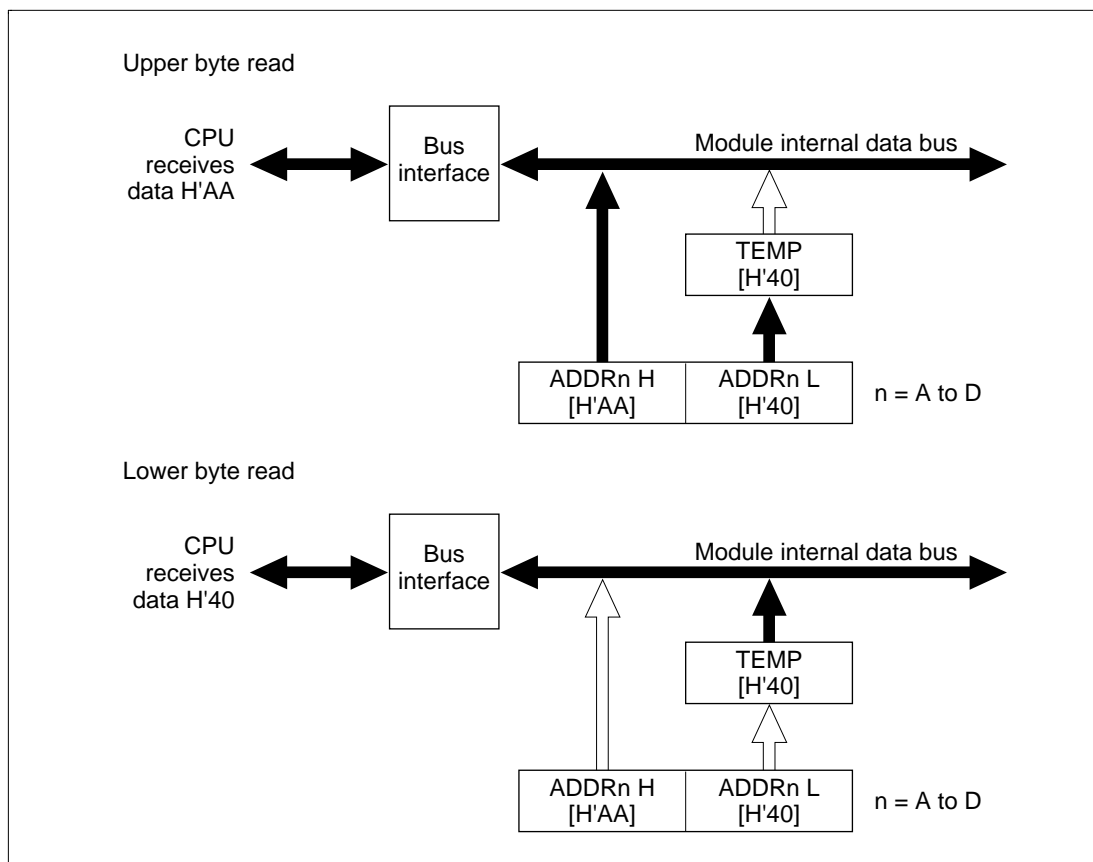 Upper byte read
CPU
receives
data H'AA
Bus
interface
Module internal data bus
TEMP
[H'40]
ADDRn H
[H'AA]
ADDRn L
[H'40]
n = A to D
Lower byte read
CPU
receives
data H'40
Bus
interface
Module internal data bus
TEMP
[H'40]
ADDRn H
[H'AA]
ADDRn L
[H'40]
n = A to D